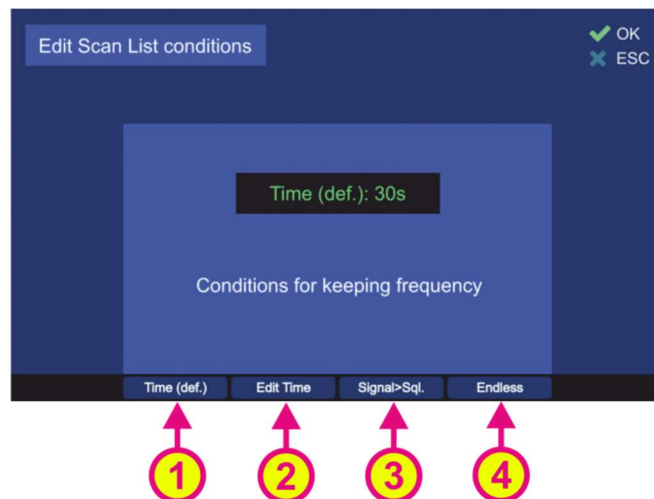 Edit Scan List conditions
OK
ESC
Time (def.): 30s
Conditions for keeping frequency
Time (def.) Edit Time Signal>Sql. Endless
1 2 3 4